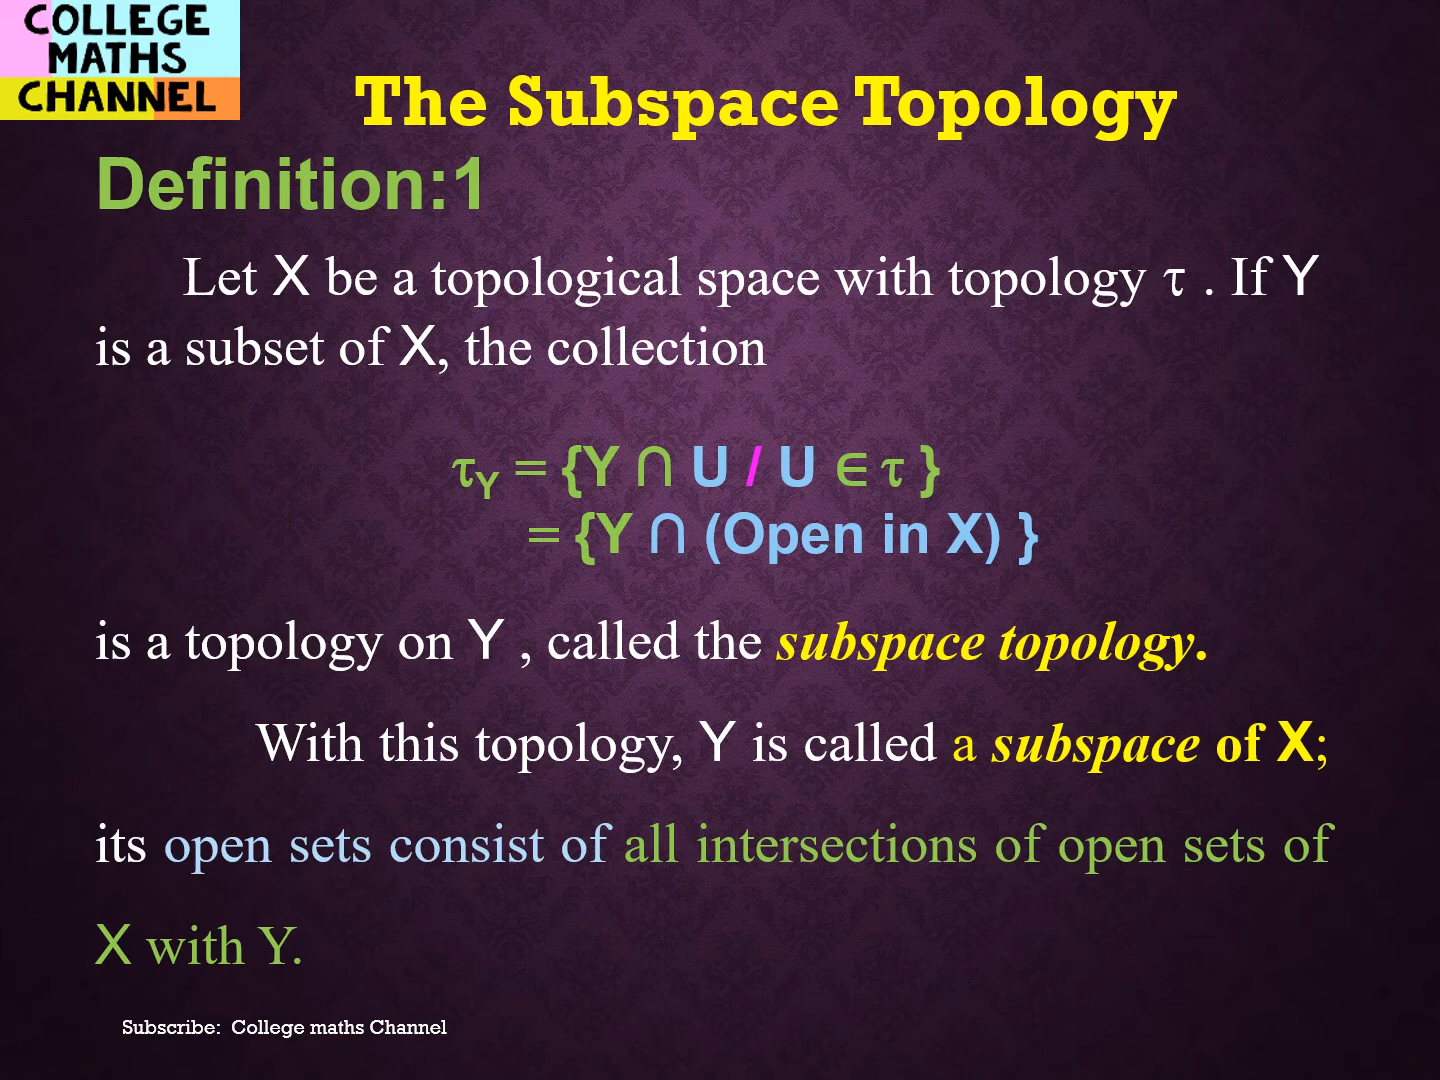 COLLEGE
MATHS
CHANNEL
The Subspace Topology
Definition:1
Let X be a topological space with topology τ . If Y
is a subset of X, the collection
τY = {Y ∩ U / U ∈ τ }
= {Y ∩ (Open in X) }
is a topology on Y , called the subspace topology.
With this topology, Y is called a subspace of X;
its open sets consist of all intersections of open sets of
X with Y.
Subscribe: College maths Channel